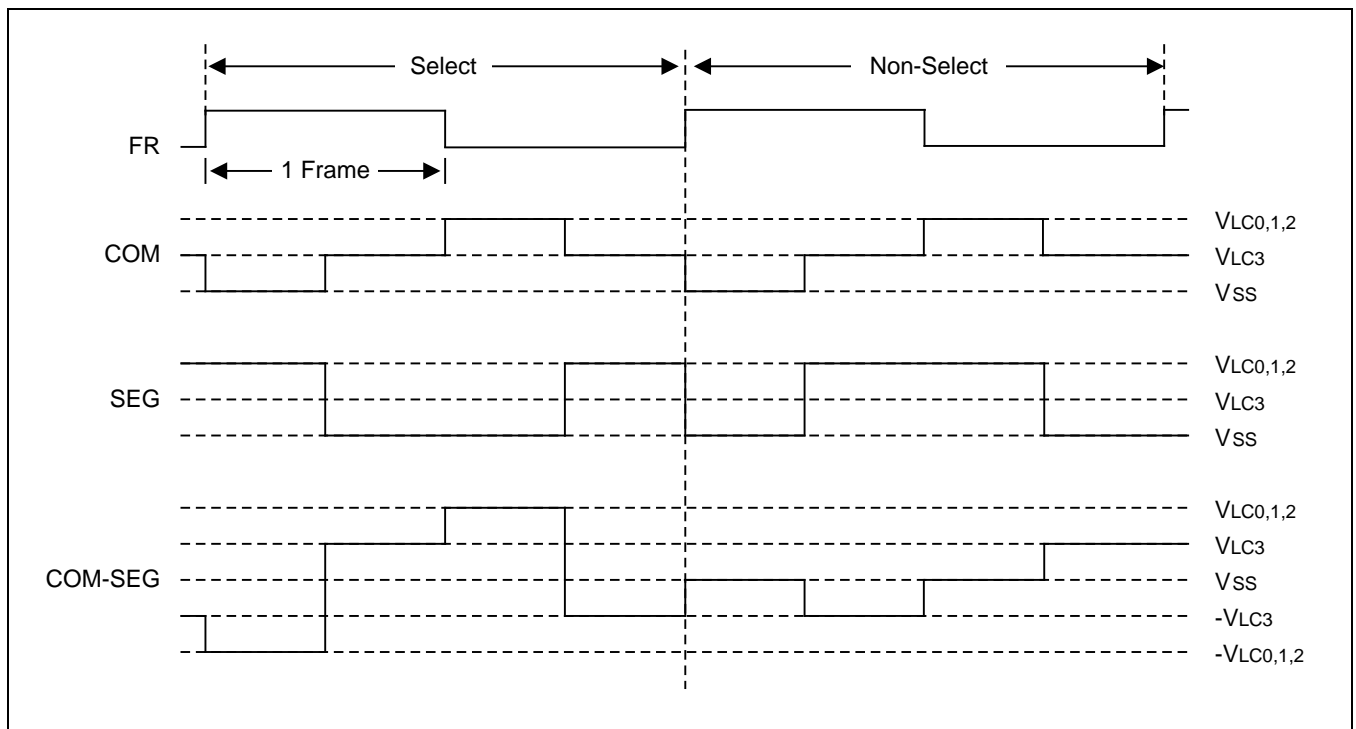 Select Non-Select
FR
1 Frame
VLC0,1,2
COM VLC3
VSS
VLC0,1,2
SEG VLC3
VSS
VLC0,1,2
VLC3
COM-SEG VSS
-VLC3
-VLC0,1,2